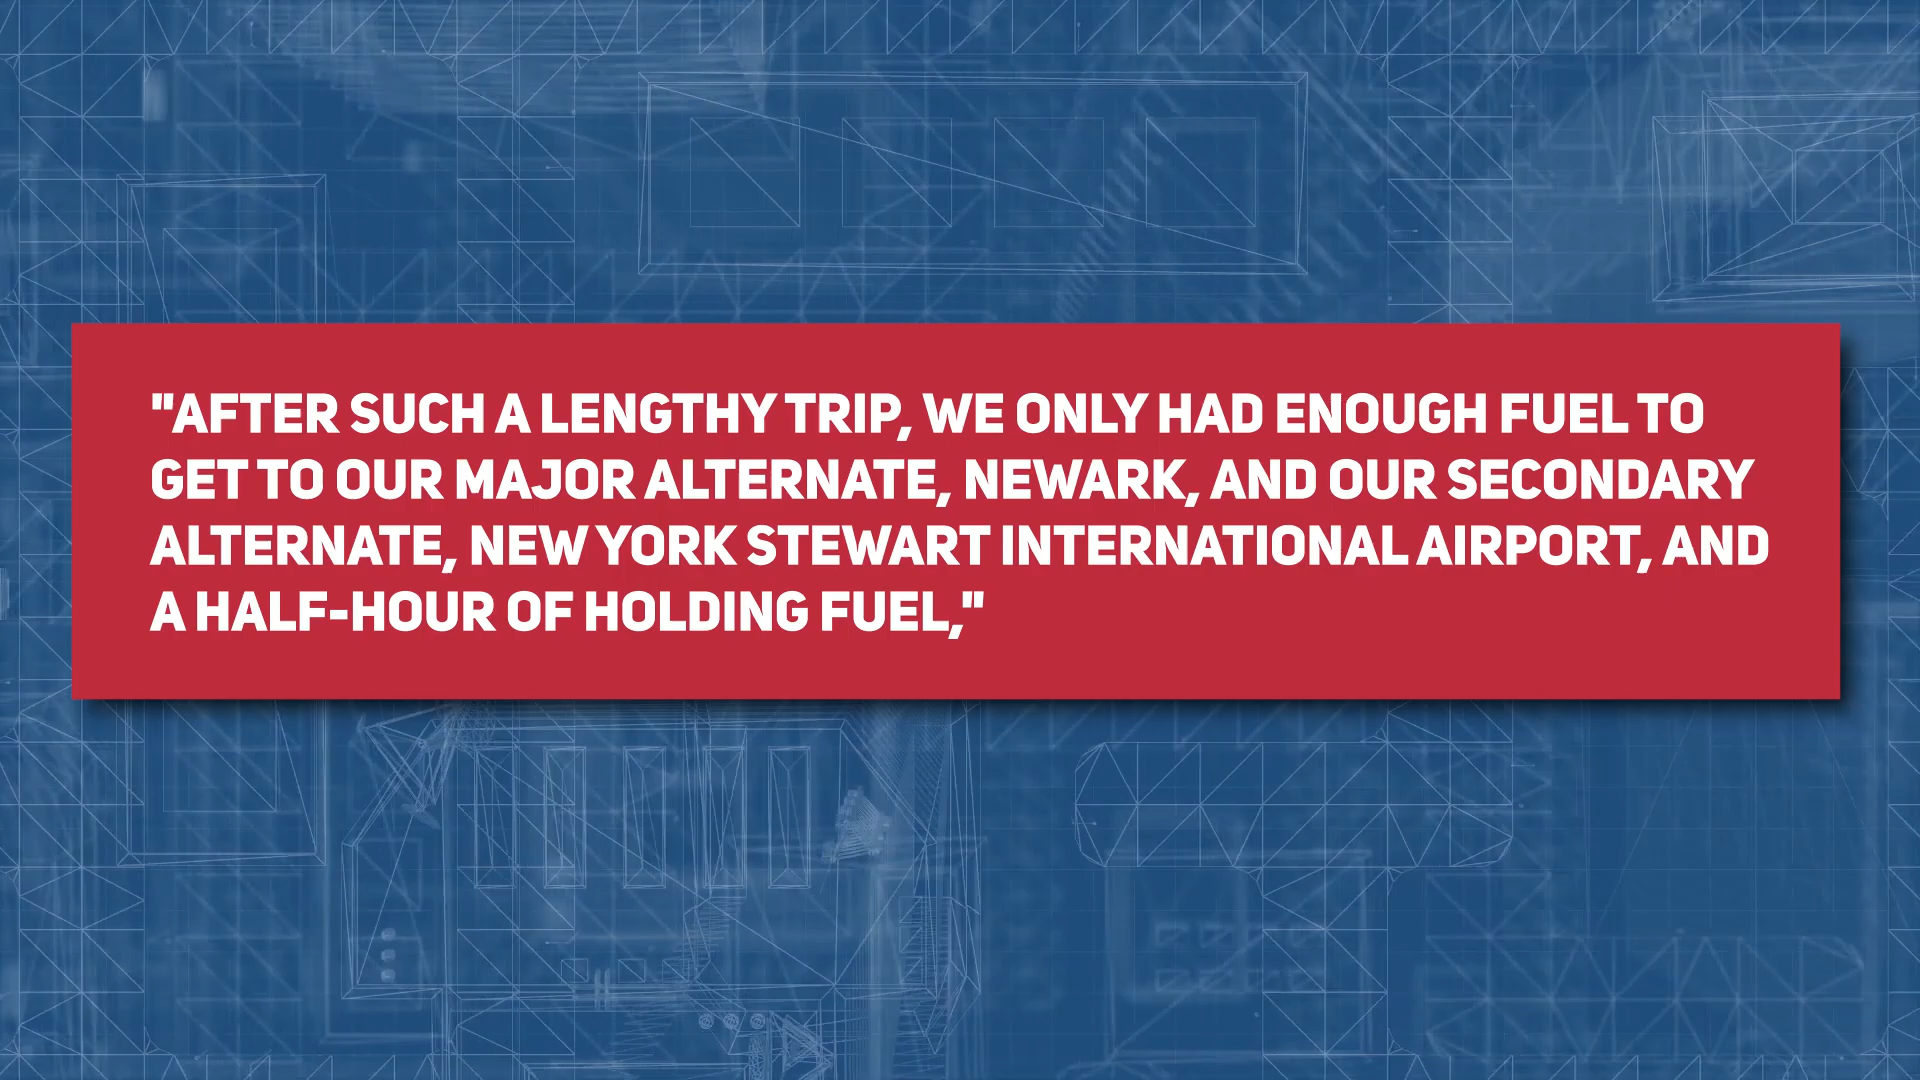 "AFTER SUCH A LENGTHY TRIP, WE ONLY HAD ENOUGH FUEL TO
GET TO OUR MAJOR ALTERNATE, NEWARK, AND OUR SECONDARY
ALTERNATE, NEW YORK STEWART INTERNATIONAL AIRPORT, AND
A HALF-HOUR OF HOLDING FUEL,"